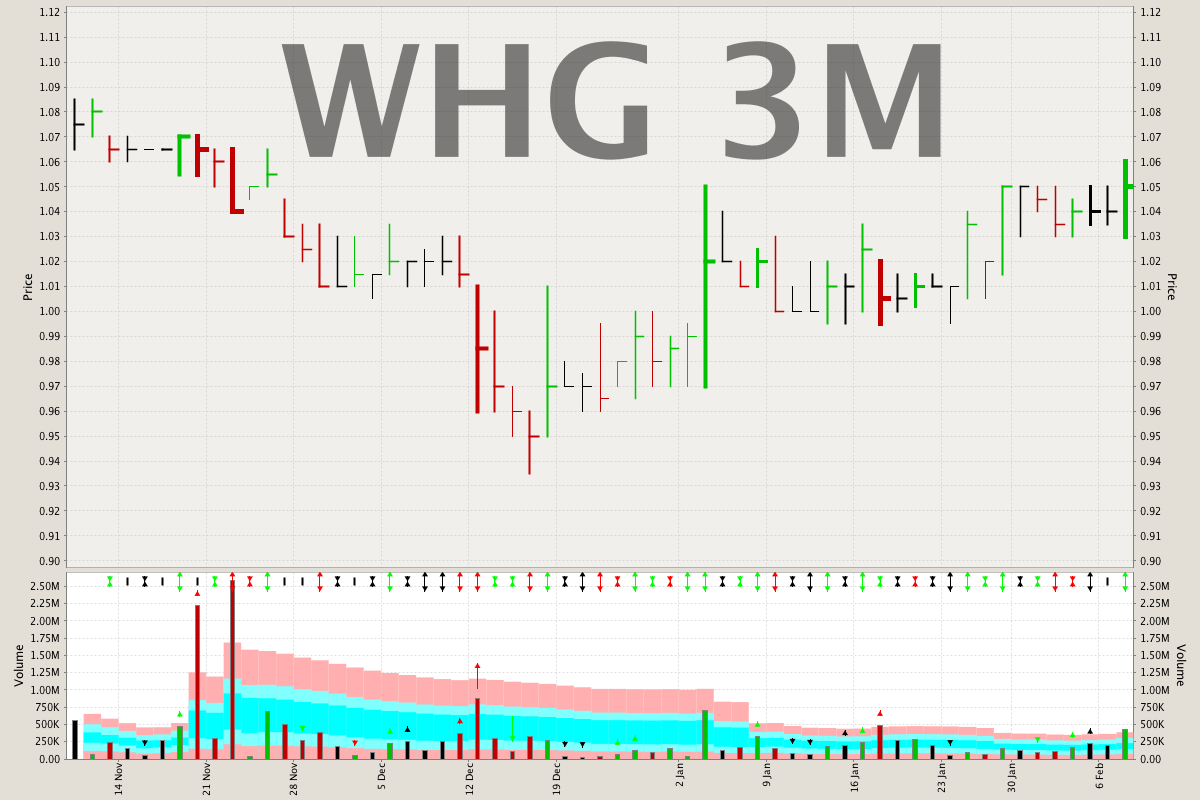 WHG 3M
1.12 1.12
1.11 1.11
1.10 1.10
1.09 1.09
1.08 1.08
1.07 1.07
1.06 1.06
1.05 1.05
1.04 1.04
1.03 1.03
1.02 1.02
1.01 1.01
1.00 1.00
0.99 0.99
0.98 0.98
0.97 0.97
0.96 0.96
0.95 0.95
0.94 0.94
0.93 0.93
0.92 0.92
0.91 0.91
0.90 0.90
Price Price
2.50M 2.50M
2.25M 2.25M
2.00M 2.00M
1.75M 1.75M
1.50M 1.50M
1.25M 1.25M
1.00M 1.00M
750K 750K
500K 500K
250K 250K
0.00 0.00
Volume Volume
14 Nov 21 Nov 28 Nov 5 Dec 12 Dec 19 Dec 2 Jan 9 Jan 16 Jan 23 Jan 30 Jan 6 Feb